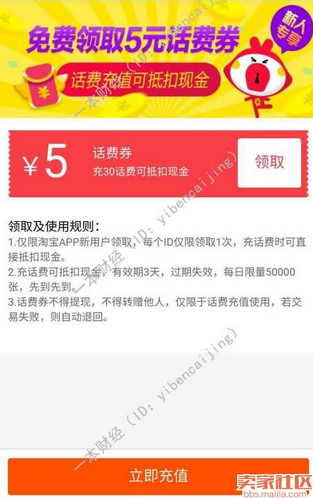 免费领取5元话费券
新人
专享
话费充值可抵扣现金
¥5
话费券
充30话费可抵扣现金
领取
领取及使用规则：
1.仅限淘宝APP新用户领取，每个ID仅限领取1次，充话费时可直
接抵扣现金。
2.充话费可抵扣现金，有效期3天，过期失效，每日限量50000
张，先到先得。
3.话费券不得提现，不得转赠他人，仅限于话费充值使用，若交
易失败，则自动退回。
一本财经（ID：yibencaijing）
一本财经（ID：yibencaijing）
立即充值
卖家社区
bbs.maijia.com